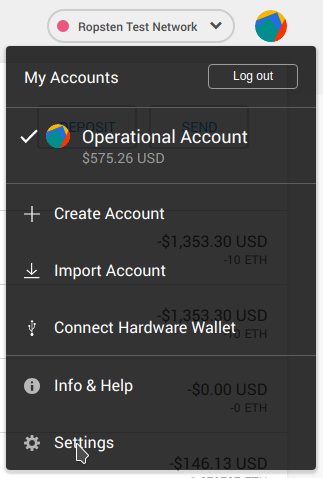 Ropsten Test Network
My Accounts
Log out
DEPOSIT
SEND
Operational Account
$575.26 USD
Create Account
-$1,353.30 USD
-10 ETH
Import Account
-$1,353.30 USD
Connect Hardware Wallet
-10 ETH
Info & Help
-$0.00 USD
-0 ETH
Settings
-$146.13 USD